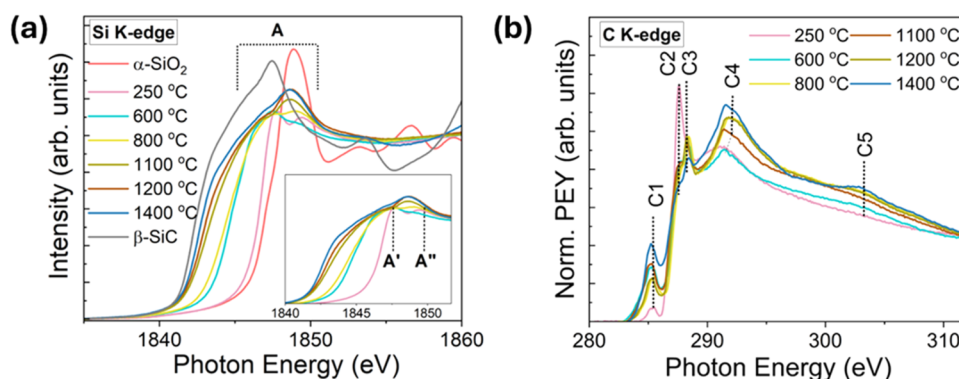 (a)
Si K-edge
α-SiO₂
250 °C
600 °C
800 °C
1100 °C
1200 °C
1400 °C
β-SiC
A
A'
A"
1840 1845 1850
1840 1850 1860
Photon Energy (eV)
Intensity (arb. units)
(b)
C K-edge
250 °C
600 °C
800 °C
1100 °C
1200 °C
1400 °C
C1
C2
C3
C4
C5
280 290 300 310
Photon Energy (eV)
Norm. PEY (arb. units)